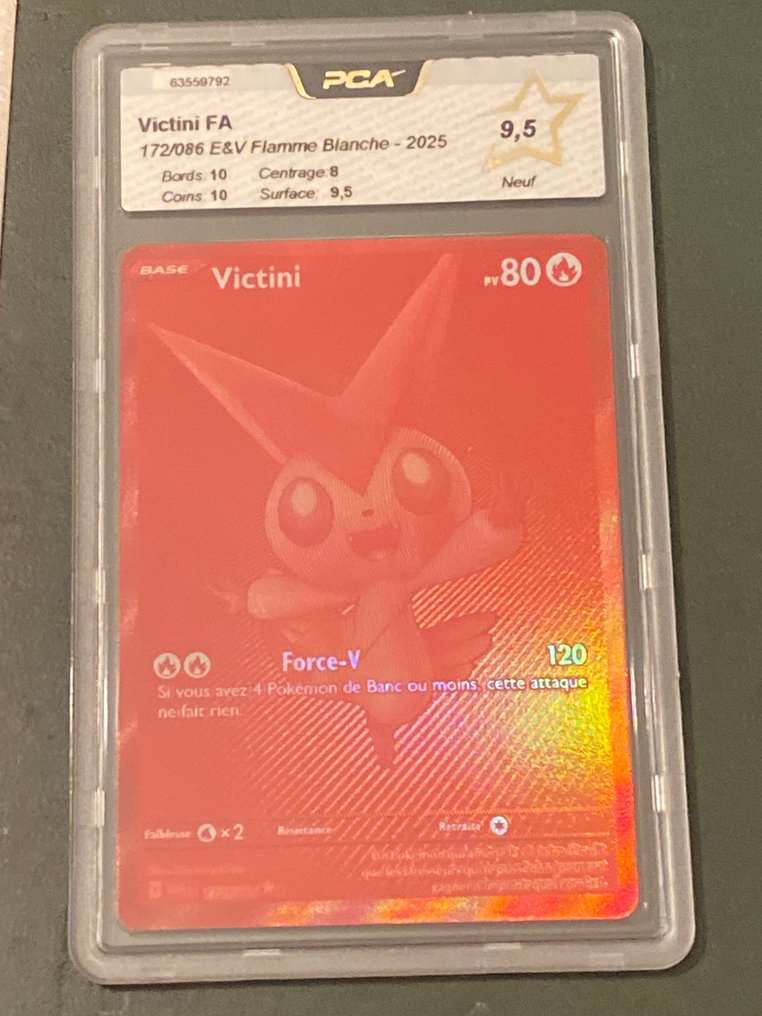 63559792
PCA
Victini FA
172/086 E&V Flamme Blanche - 2025
9,5
Bords: 10 Centrage: 8
Coins: 10 Surface: 9,5
Neuf
BASE Victini PV 80
Force-V 120
Si vous avez 4 Pokémon de Banc ou moins, cette attaque
ne fait rien.
Faiblesse ×2 Résistance Retraite